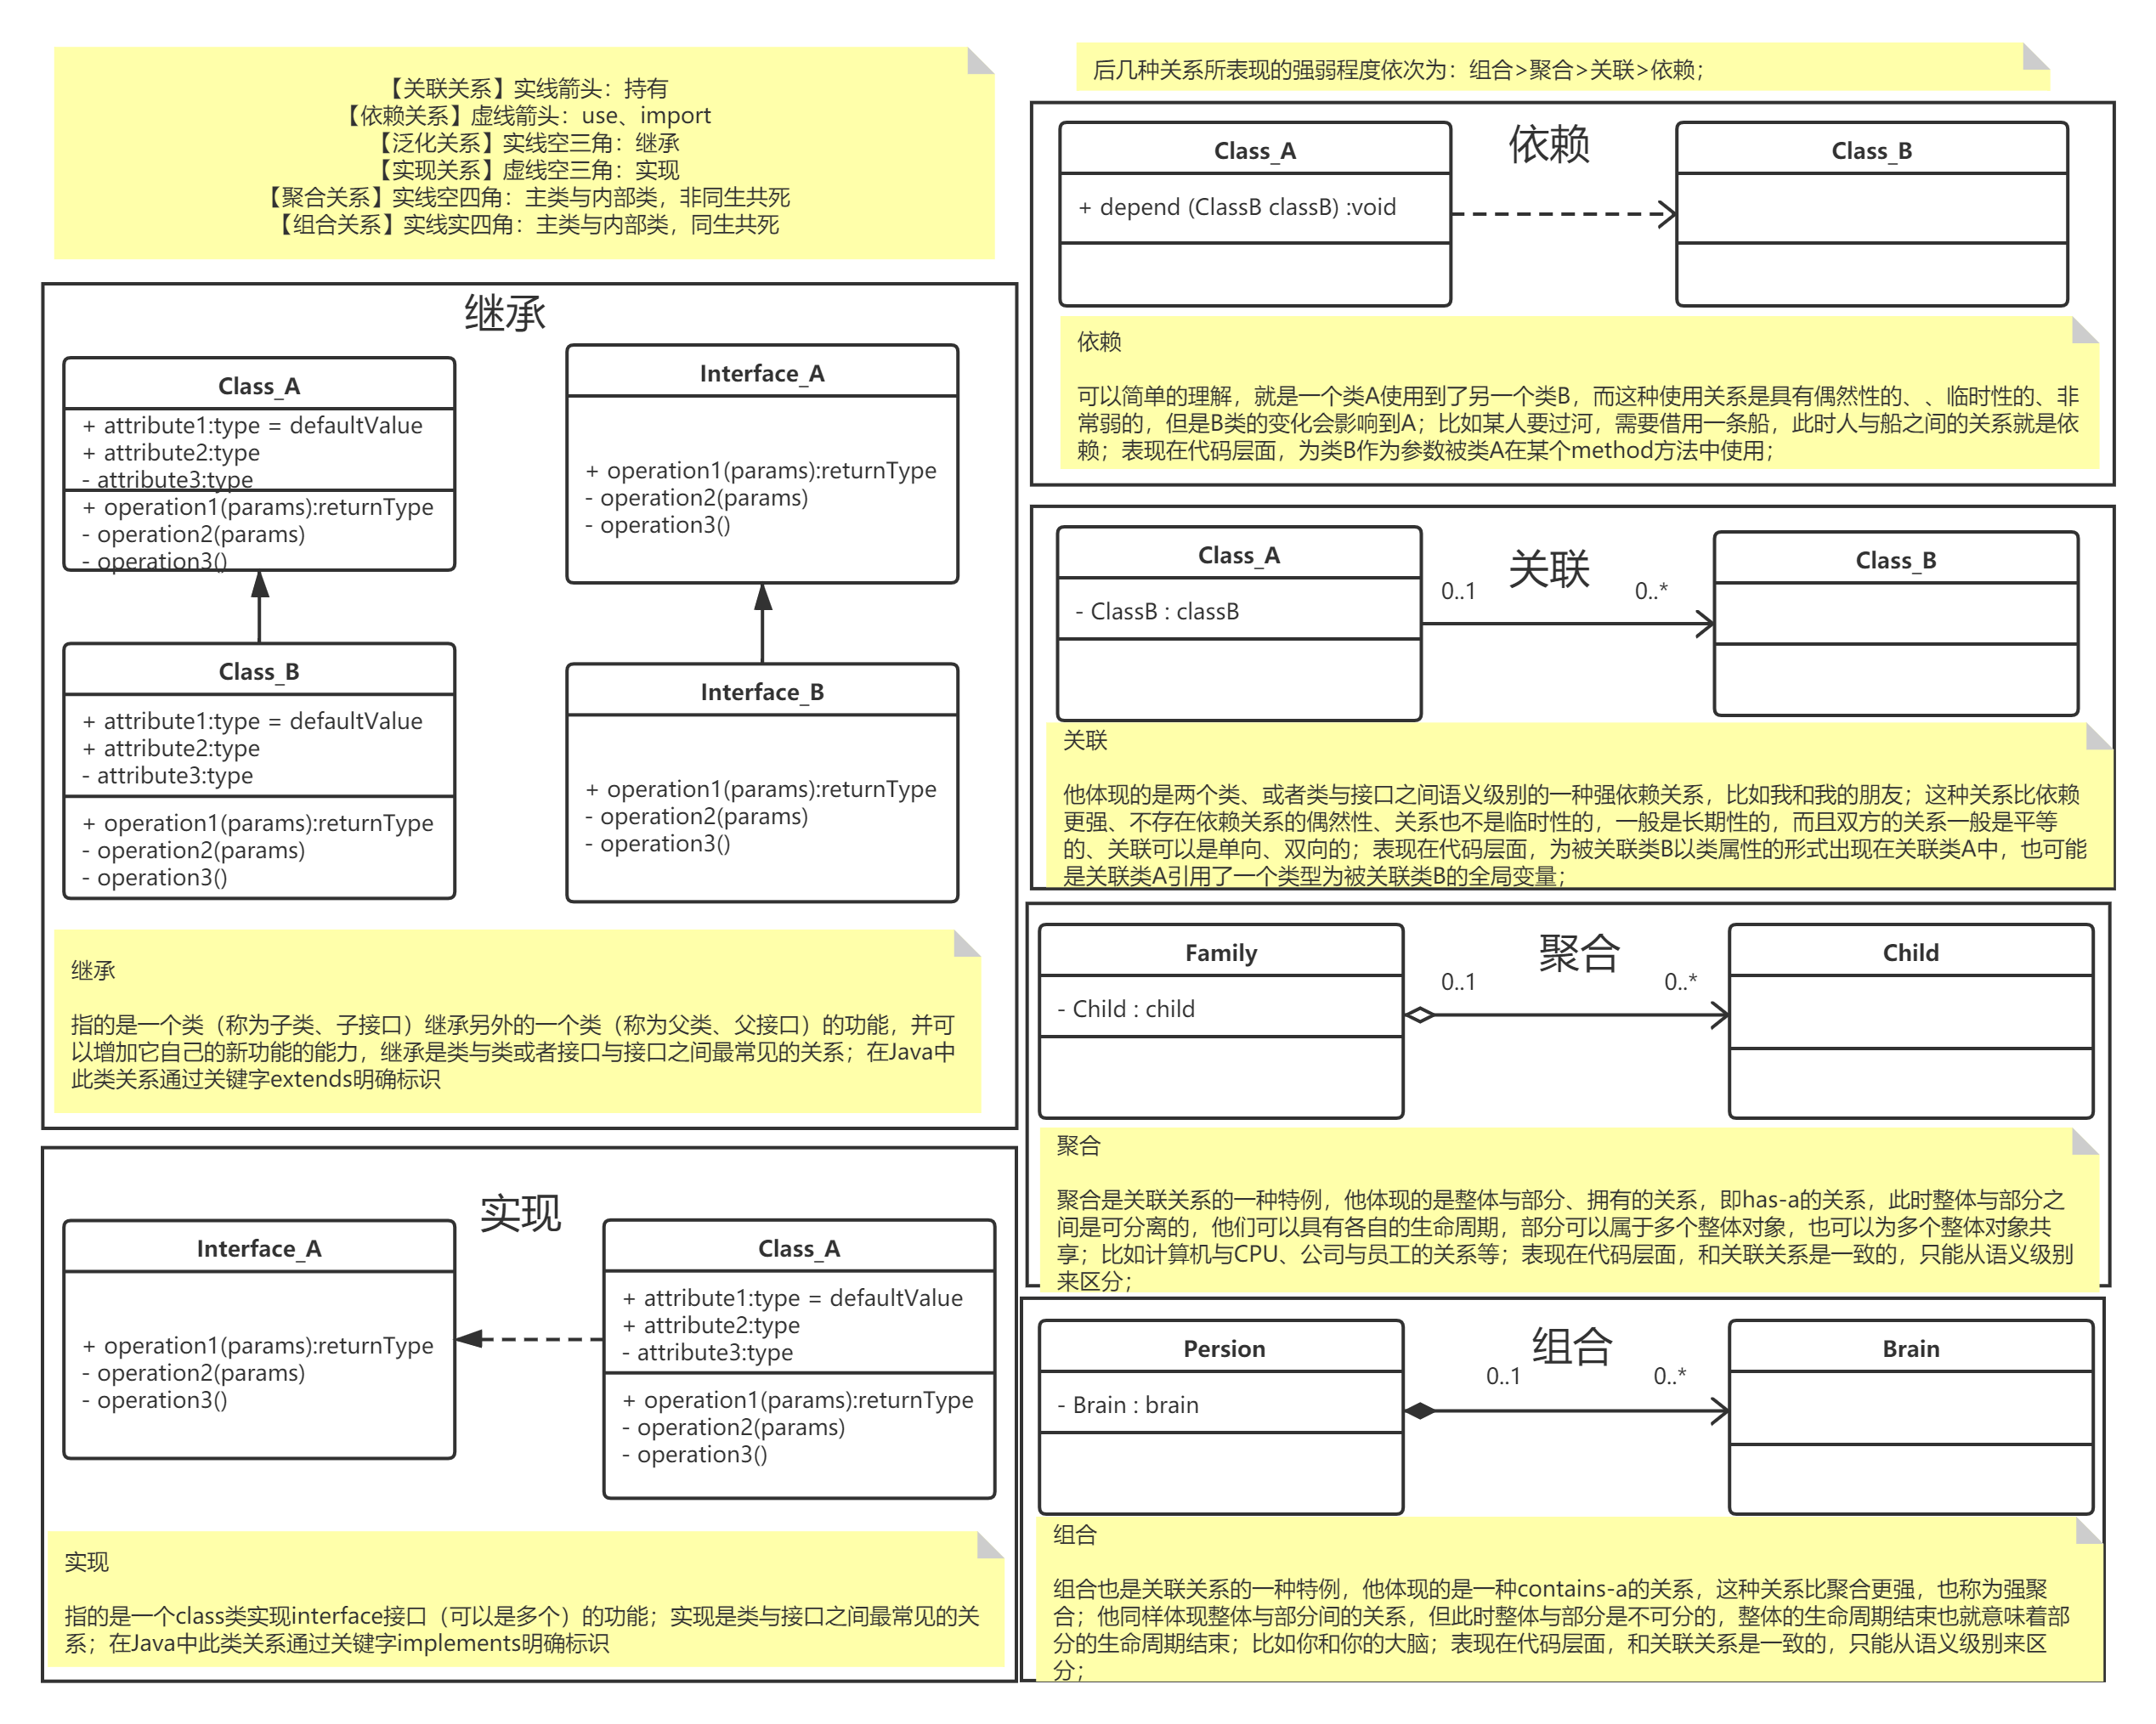 【关联关系】实线箭头：持有
【依赖关系】虚线箭头：use、import
【泛化关系】实线空三角：继承
【实现关系】虚线空三角：实现
【聚合关系】实线空四角：主类与内部类，非同生共死
【组合关系】实线实四角：主类与内部类，同生共死
继承
Class_A
+ attribute1:type = defaultValue
+ attribute2:type
- attribute3:type
+ operation1(params):returnType
- operation2(params)
- operation3()
Interface_A
+ operation1(params):returnType
- operation2(params)
- operation3()
Class_B
+ attribute1:type = defaultValue
+ attribute2:type
- attribute3:type
+ operation1(params):returnType
- operation2(params)
- operation3()
Interface_B
+ operation1(params):returnType
- operation2(params)
- operation3()
继承
指的是一个类（称为子类、子接口）继承另外的一个类（称为父类、父接口）的功能，并可
以增加它自己的新功能的能力，继承是类与类或者接口与接口之间最常见的关系；在Java中
此类关系通过关键字extends明确标识
实现
Interface_A
+ operation1(params):returnType
- operation2(params)
- operation3()
Class_A
+ attribute1:type = defaultValue
+ attribute2:type
- attribute3:type
+ operation1(params):returnType
- operation2(params)
- operation3()
实现
指的是一个class类实现interface接口（可以是多个）的功能；实现是类与接口之间最常见的关
系；在Java中此类关系通过关键字implements明确标识
后几种关系所表现的强弱程度依次为：组合>聚合>关联>依赖；
依赖
Class_A
+ depend (ClassB classB) :void
Class_B
依赖
可以简单的理解，就是一个类A使用到了另一个类B，而这种使用关系是具有偶然性的、、临时性的、非
常弱的，但是B类的变化会影响到A；比如某人要过河，需要借用一条船，此时人与船之间的关系就是依
赖；表现在代码层面，为类B作为参数被类A在某个method方法中使用；
关联
Class_A
- ClassB : classB
0..1
0..*
Class_B
关联
他体现的是两个类、或者类与接口之间语义级别的一种强依赖关系，比如我和我的朋友；这种关系比依赖
更强、不存在依赖关系的偶然性、关系也不是临时性的，一般是长期性的，而且双方的关系一般是平等
的、关联可以是单向、双向的；表现在代码层面，为被关联类B以类属性的形式出现在关联类A中，也可能
是关联类A引用了一个类型为被关联类B的全局变量；
聚合
Family
- Child : child
0..1
0..*
Child
聚合
聚合是关联关系的一种特例，他体现的是整体与部分、拥有的关系，即has-a的关系，此时整体与部分之
间是可分离的，他们可以具有各自的生命周期，部分可以属于多个整体对象，也可以为多个整体对象共
享；比如计算机与CPU、公司与员工的关系等；表现在代码层面，和关联关系是一致的，只能从语义级别
来区分；
组合
Persion
- Brain : brain
0..1
0..*
Brain
组合
组合也是关联关系的一种特例，他体现的是一种contains-a的关系，这种关系比聚合更强，也称为强聚
合；他同样体现整体与部分间的关系，但此时整体与部分是不可分的，整体的生命周期结束也就意味着部
分的生命周期结束；比如你和你的大脑；表现在代码层面，和关联关系是一致的，只能从语义级别来区
分；